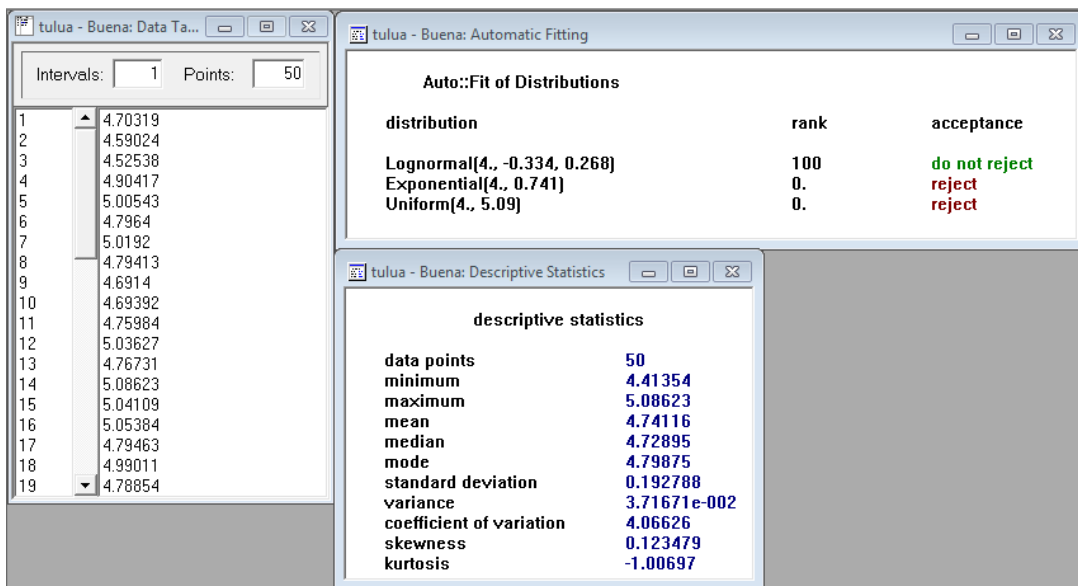 tulua - Buena: Data Ta...
Intervals: 1 Points: 50
1 4.70319
2 4.59024
3 4.52538
4 4.90417
5 5.00543
6 4.7964
7 5.0192
8 4.79413
9 4.6914
10 4.69392
11 4.75984
12 5.03627
13 4.76731
14 5.08623
15 5.04109
16 5.05384
17 4.79463
18 4.99011
19 4.78854
tulua - Buena: Automatic Fitting
Auto::Fit of Distributions
distribution rank acceptance
Lognormal(4., -0.334, 0.268) 100 do not reject
Exponential(4., 0.741) 0. reject
Uniform(4., 5.09) 0. reject
tulua - Buena: Descriptive Statistics
descriptive statistics
data points 50
minimum 4.41354
maximum 5.08623
mean 4.74116
median 4.72895
mode 4.79875
standard deviation 0.192788
variance 3.71671e-002
coefficient of variation 4.06626
skewness 0.123479
kurtosis -1.00697